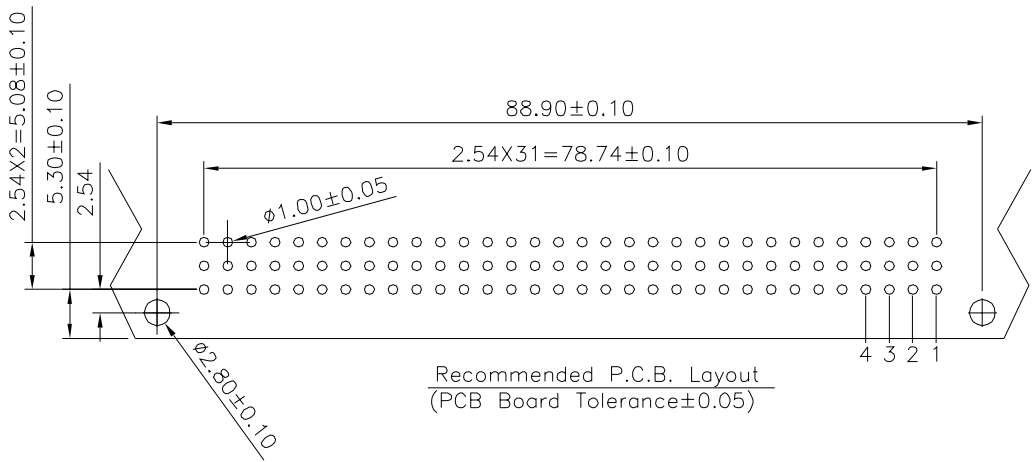 2.54X2=5.08±0.10
5.30±0.10
2.54
88.90±0.10
2.54X31=78.74±0.10
ø1.00±0.05
4 3 2 1
ø2.80±0.10
Recommended P.C.B. Layout
(PCB Board Tolerance±0.05)